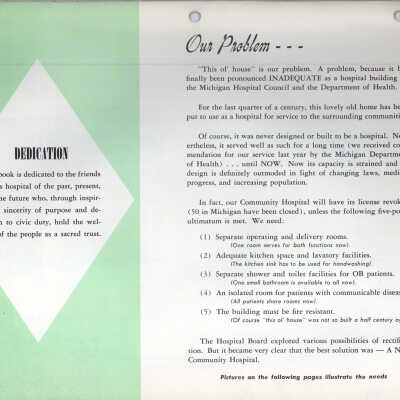 DEDICATION
book is dedicated to the friends
s hospital of the past, present,
he future who, through inspir-
sincerity of purpose and de-
n to civic duty, hold the wel-
of the people as a sacred trust.
Our Problem - - -
"This ol' house" is our problem. A problem, because it h
finally been pronounced INADEQUATE as a hospital building
the Michigan Hospital Council and the Department of Health.
For the last quarter of a century, this lovely old home has be
put to use as a hospital for service to the surrounding communiti
Of course, it was never designed or built to be a hospital. Ne
ertheless, it served well as such for a long time (we received co
mendation for our service last year by the Michigan Departme
of Health) . . . until NOW. Now its capacity is strained and
design is definitely outmoded in light of changing laws, medic
progress, and increasing population.
In fact, our Community Hospital will have its license revok
(50 in Michigan have been closed), unless the following five-po
ultimatum is met. We need:
(1) Separate operating and delivery rooms.
(One room serves for both functions now).
(2) Adequate kitchen space and lavatory facilities.
(The kitchen sink has to be used for handwashing).
(3) Separate shower and toilet facilities for OB patients.
(One small bathroom is available to all now).
(4) An isolated room for patients with communicable diseas
(All patients share rooms now).
(5) The building must be fire resistant.
(Of course "this ol' house" was not so built a half century ag
The Hospital Board explored various possibilities of rectifi
tion. But it became very clear that the best solution was — A N
Community Hospital.
Pictures on the following pages illustrate the needs